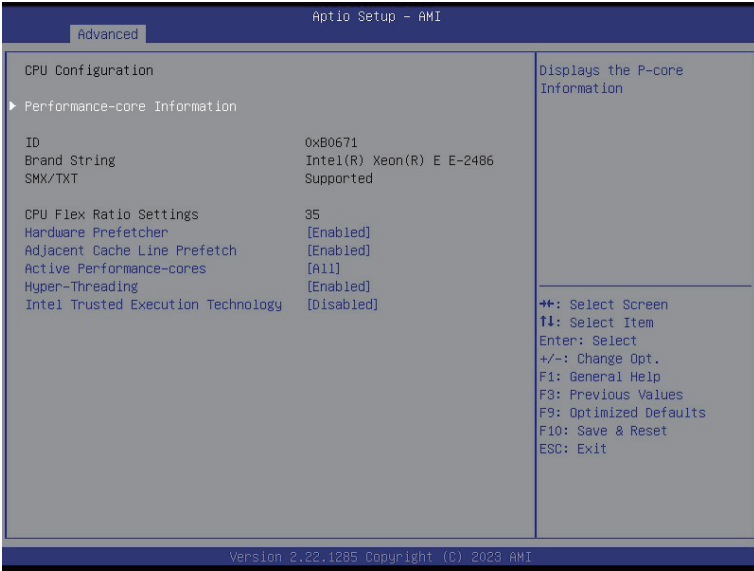 Aptio Setup – AMI
Advanced
CPU Configuration
Performance-core Information
ID 0xB0671
Brand String Intel(R) Xeon(R) E E-2486
SMX/TXT Supported
CPU Flex Ratio Settings 35
Hardware Prefetcher [Enabled]
Adjacent Cache Line Prefetch [Enabled]
Active Performance-cores [All]
Hyper-Threading [Enabled]
Intel Trusted Execution Technology [Disabled]
Displays the P-core
Information
→←: Select Screen
↑↓: Select Item
Enter: Select
+/-: Change Opt.
F1: General Help
F3: Previous Values
F9: Optimized Defaults
F10: Save & Reset
ESC: Exit
Version 2.22.1285 Copyright (C) 2023 AMI